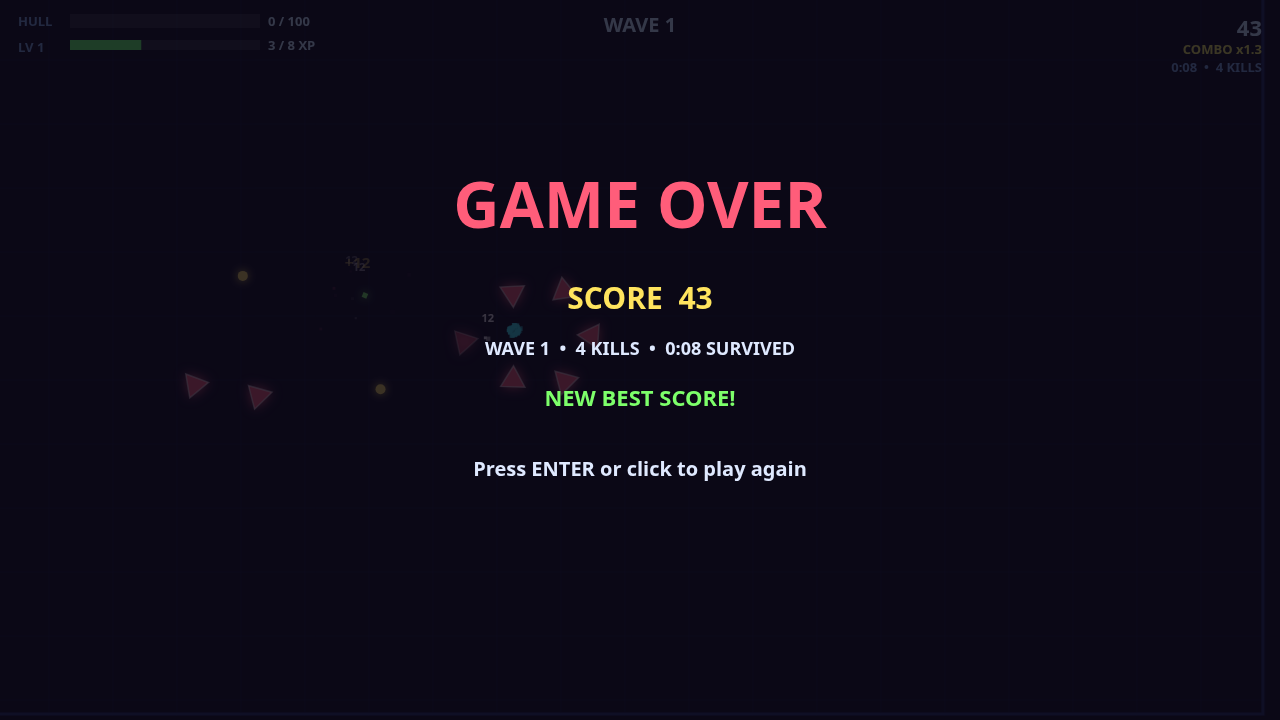 HULL 0 / 100
LV 1 3 / 8 XP
WAVE 1
43
COMBO x1.3
0:08 • 4 KILLS
GAME OVER
12
SCORE 43
12
WAVE 1 • 4 KILLS • 0:08 SURVIVED
NEW BEST SCORE!
Press ENTER or click to play again